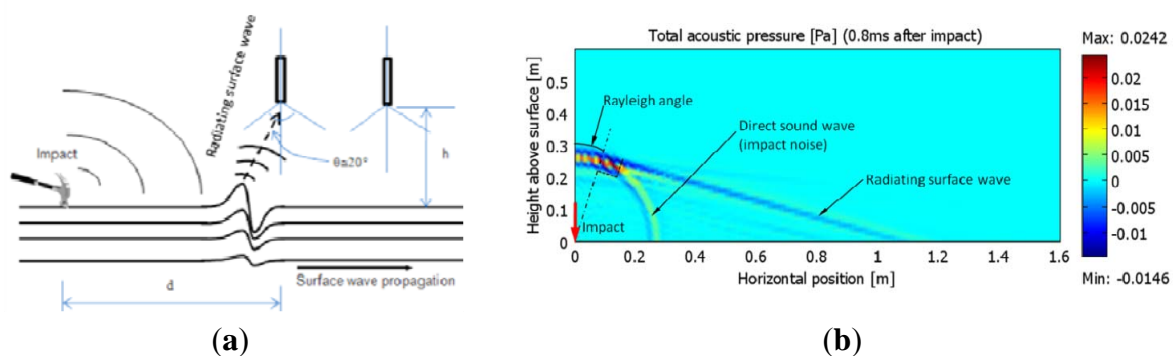 Impact
Radiating surface wave
θ≅20°
h
d
Surface wave propagation
(a)
b)
Total acoustic pressure [Pa] (0.8ms after impact)
Height above surface [m]
0.5
0.4
0.3
0.2
0.1
0
0
0.2
0.4
0.6
0.8
1.0
1.2
1.4
1.6
Horizontal position [m]
Rayleigh angle
Direct sound wave
(impact noise)
Radiating surface wave
Impact
Max: 0.0242
0.02
0.015
0.01
0.005
0
-0.005
-0.01
Min: -0.0146
(b)